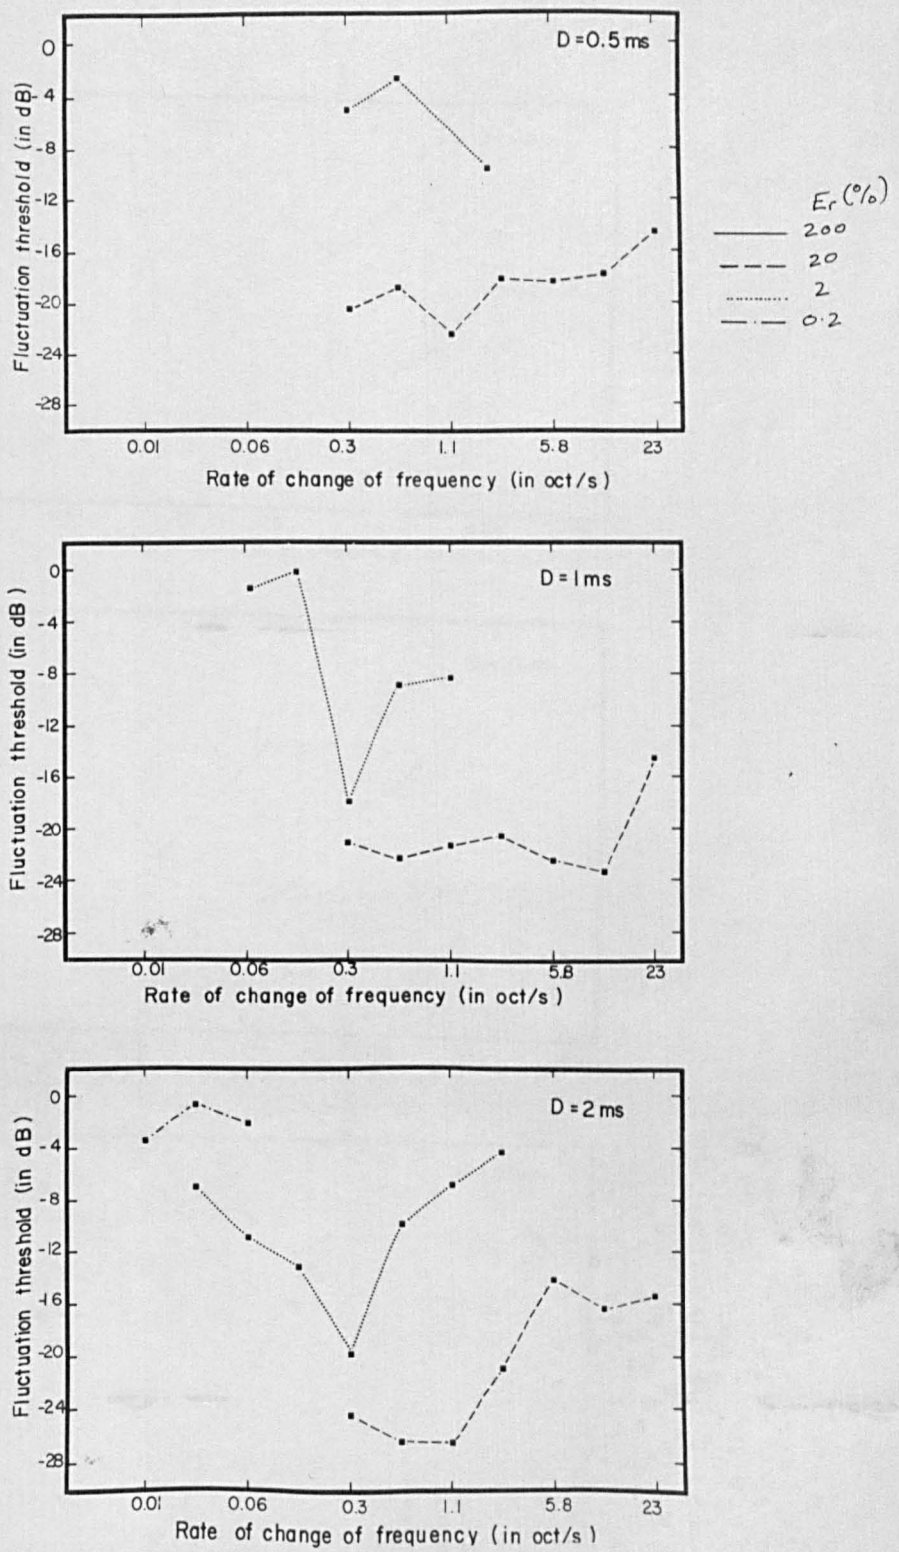 D = 0.5 ms
Fluctuation threshold (in dB)
0
-4
-8
-12
-16
-20
-24
-28
0.01 0.06 0.3 1.1 5.8 23
Rate of change of frequency (in oct/s)
Er (%)
200
20
2
0.2
D = 1 ms
Fluctuation threshold (in dB)
0
-4
-8
-12
-16
-20
-24
-28
0.01 0.06 0.3 1.1 5.8 23
Rate of change of frequency (in oct/s)
D = 2 ms
Fluctuation threshold (in dB)
0
-4
-8
-12
-16
-20
-24
-28
0.01 0.06 0.3 1.1 5.8 23
Rate of change of frequency (in oct/s)